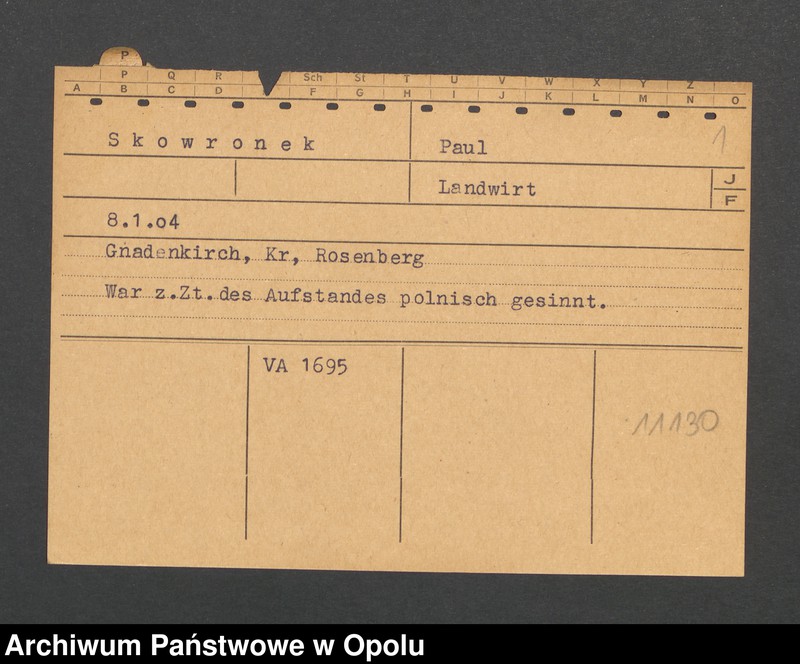 P
P Q R Sch St T U V W X Y Z
A B C D F G H I J K L M N O
Skowronek Paul 1
Landwirt J
F
8.1.o4
Gnadenkirch, Kr, Rosenberg
War z.Zt.des Aufstandes polnisch gesinnt.
VA 1695
11130
Archiwum Państwowe w Opolu